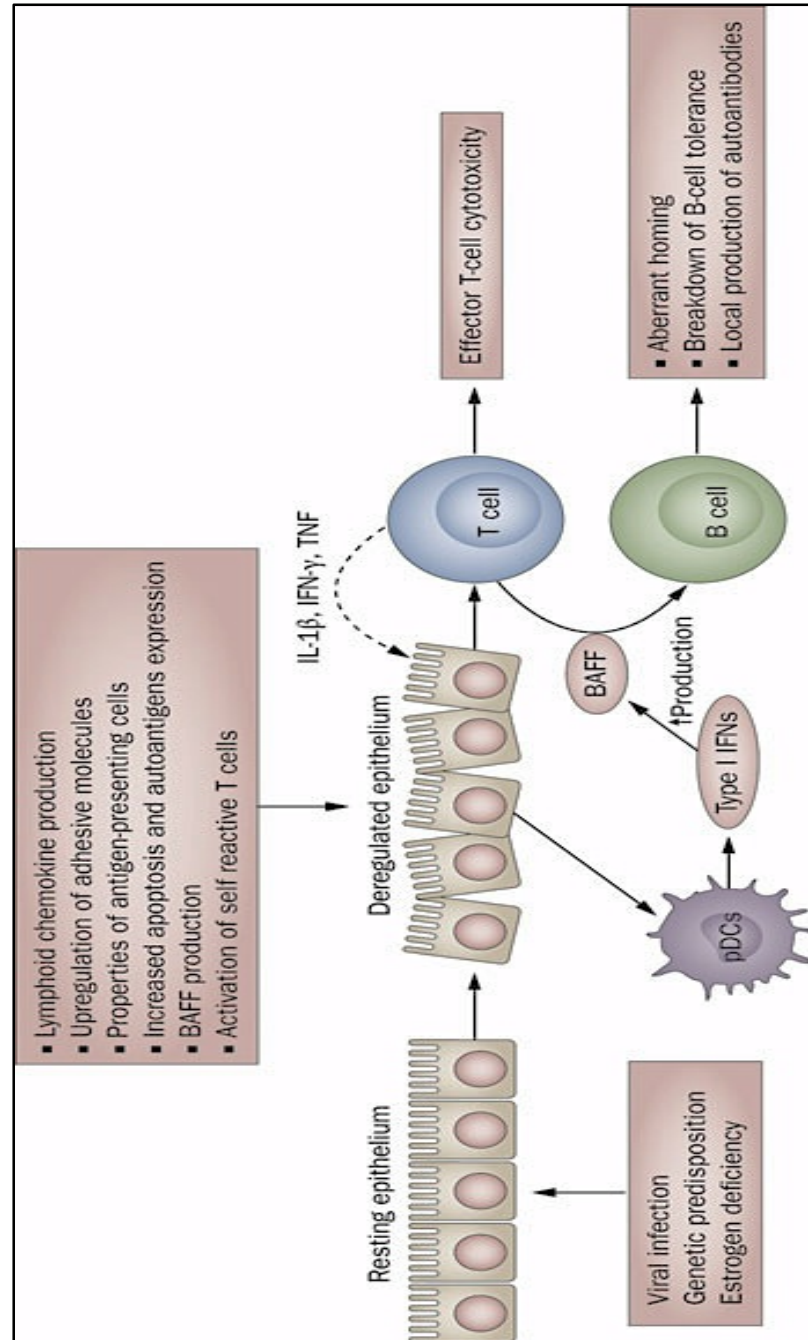 ▪ Lymphoid chemokine production
▪ Upregulation of adhesive molecules
▪ Properties of antigen-presenting cells
▪ Increased apoptosis and autoantigens expression
▪ BAFF production
▪ Activation of self reactive T cells
Resting epithelium
Deregulated epithelium
IL-1β, IFN-γ, TNF
T cell
Effector T-cell cytotoxicity
BAFF
↑Production
Type I IFNs
pDCs
B cell
▪ Aberrant homing
▪ Breakdown of B-cell tolerance
▪ Local production of autoantibodies
Viral infection
Genetic predisposition
Estrogen deficiency